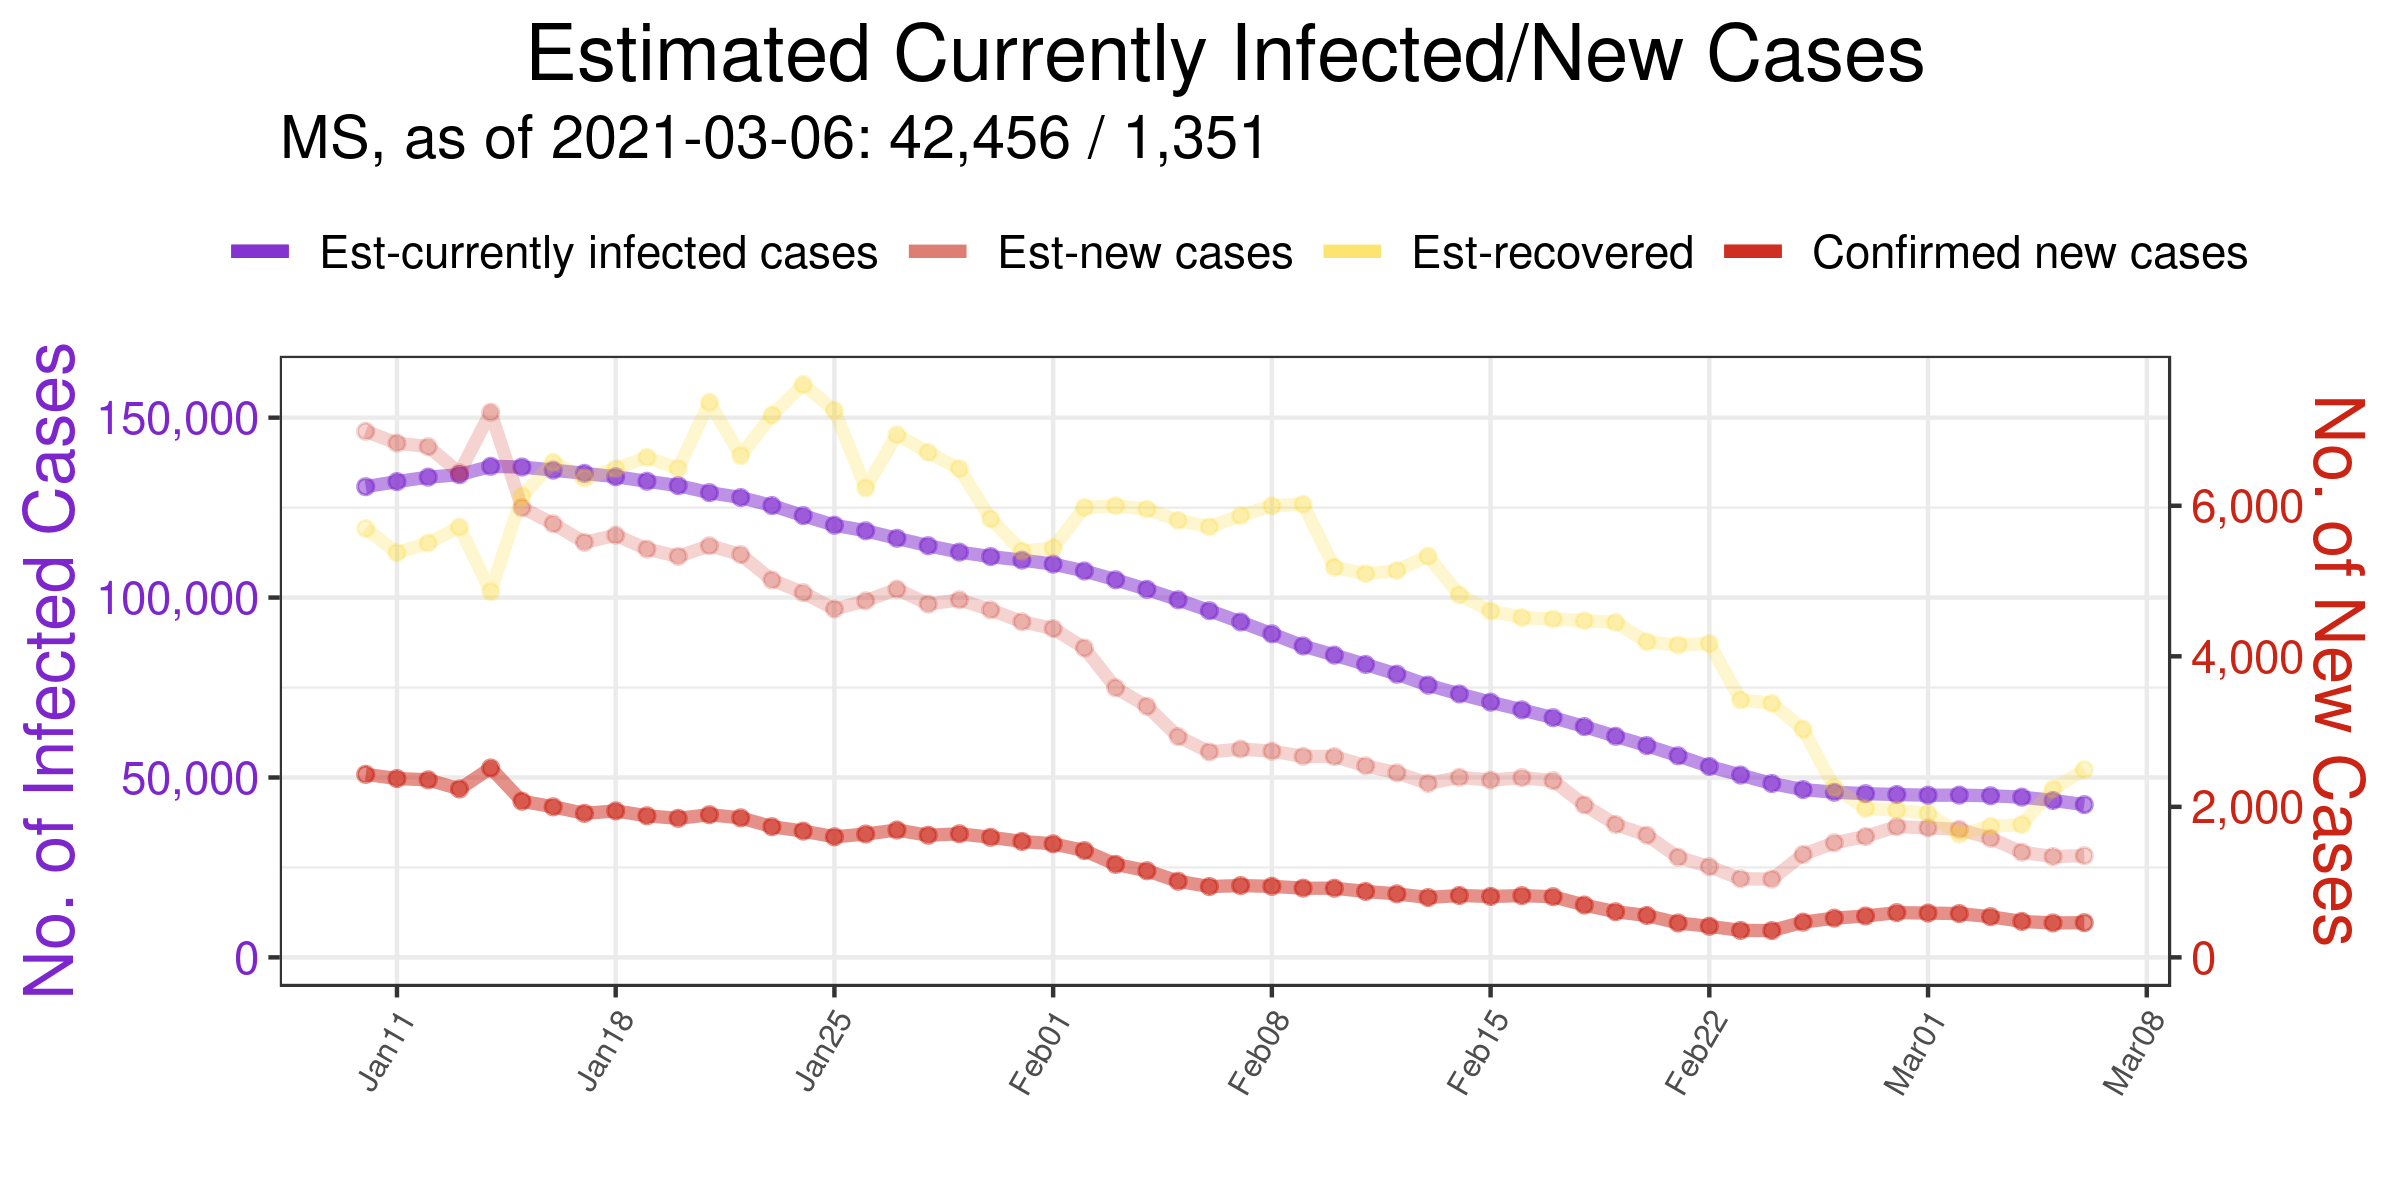 Estimated Currently Infected/New Cases
MS, as of 2021-03-06: 42,456 / 1,351
Est-currently infected cases
Est-new cases
Est-recovered
Confirmed new cases
No. of Infected Cases
150,000
100,000
50,000
0
6,000
4,000
2,000
0
No. of New Cases
Jan11
Jan18
Jan25
Feb01
Feb08
Feb15
Feb22
Mar01
Mar08